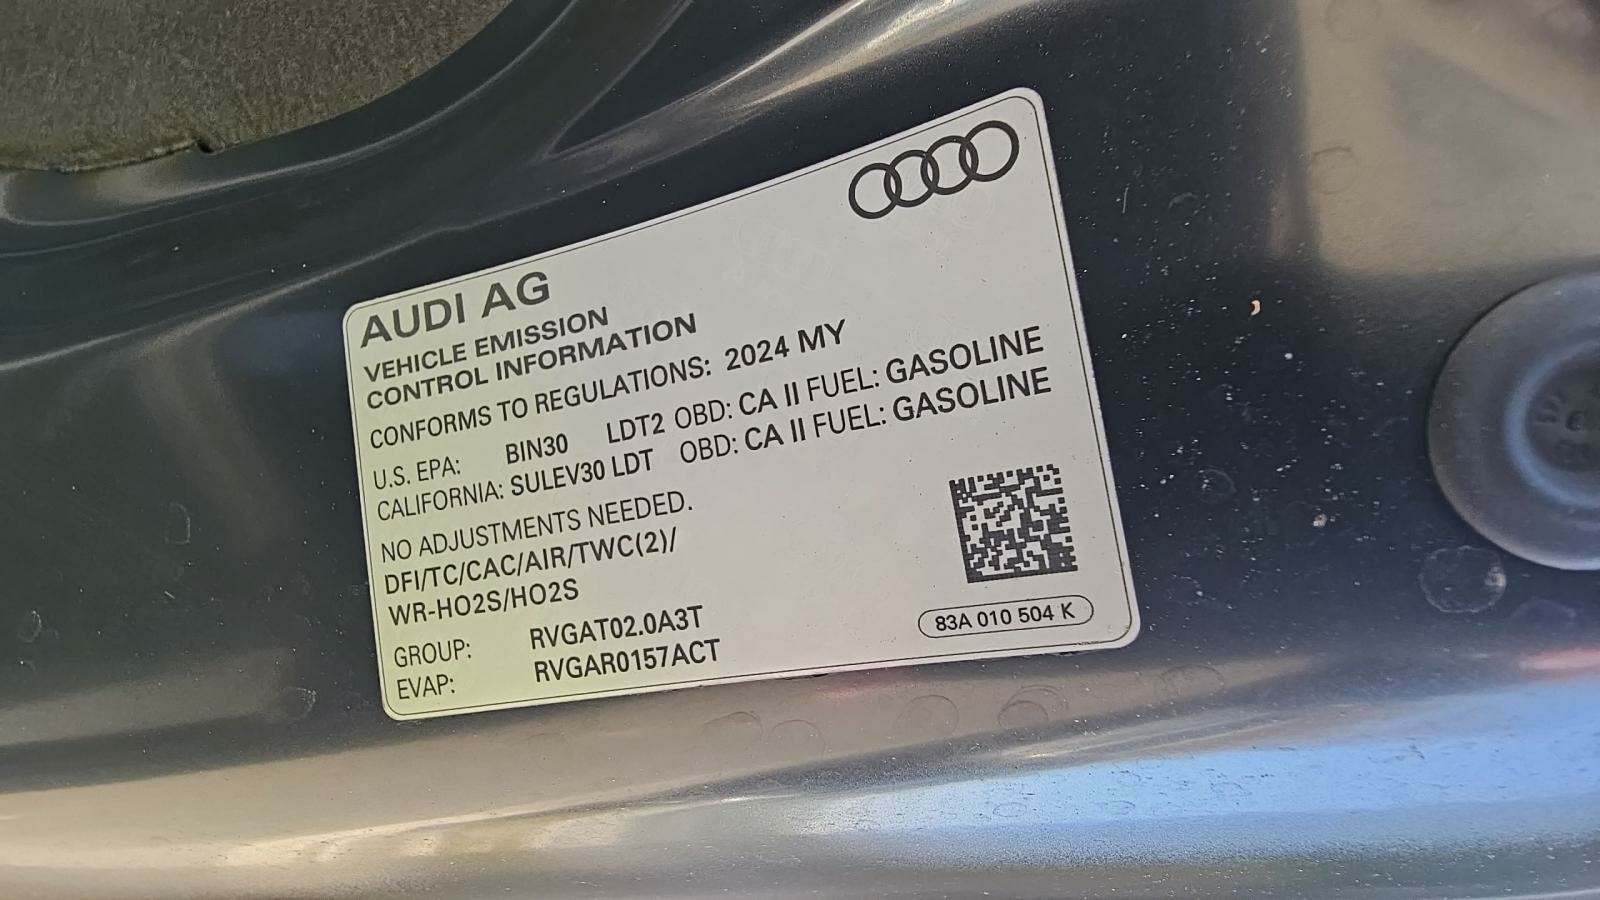 AUDI AG
VEHICLE EMISSION
CONTROL INFORMATION
CONFORMS TO REGULATIONS: 2024 MY
U.S. EPA: BIN30 LDT2 OBD: CA II FUEL: GASOLINE
CALIFORNIA: SULEV30 LDT OBD: CA II FUEL: GASOLINE
NO ADJUSTMENTS NEEDED.
DFI/TC/CAC/AIR/TWC(2)/
WR-HO2S/HO2S
GROUP: RVGAT02.0A3T
EVAP: RVGAR0157ACT
83A 010 504 K